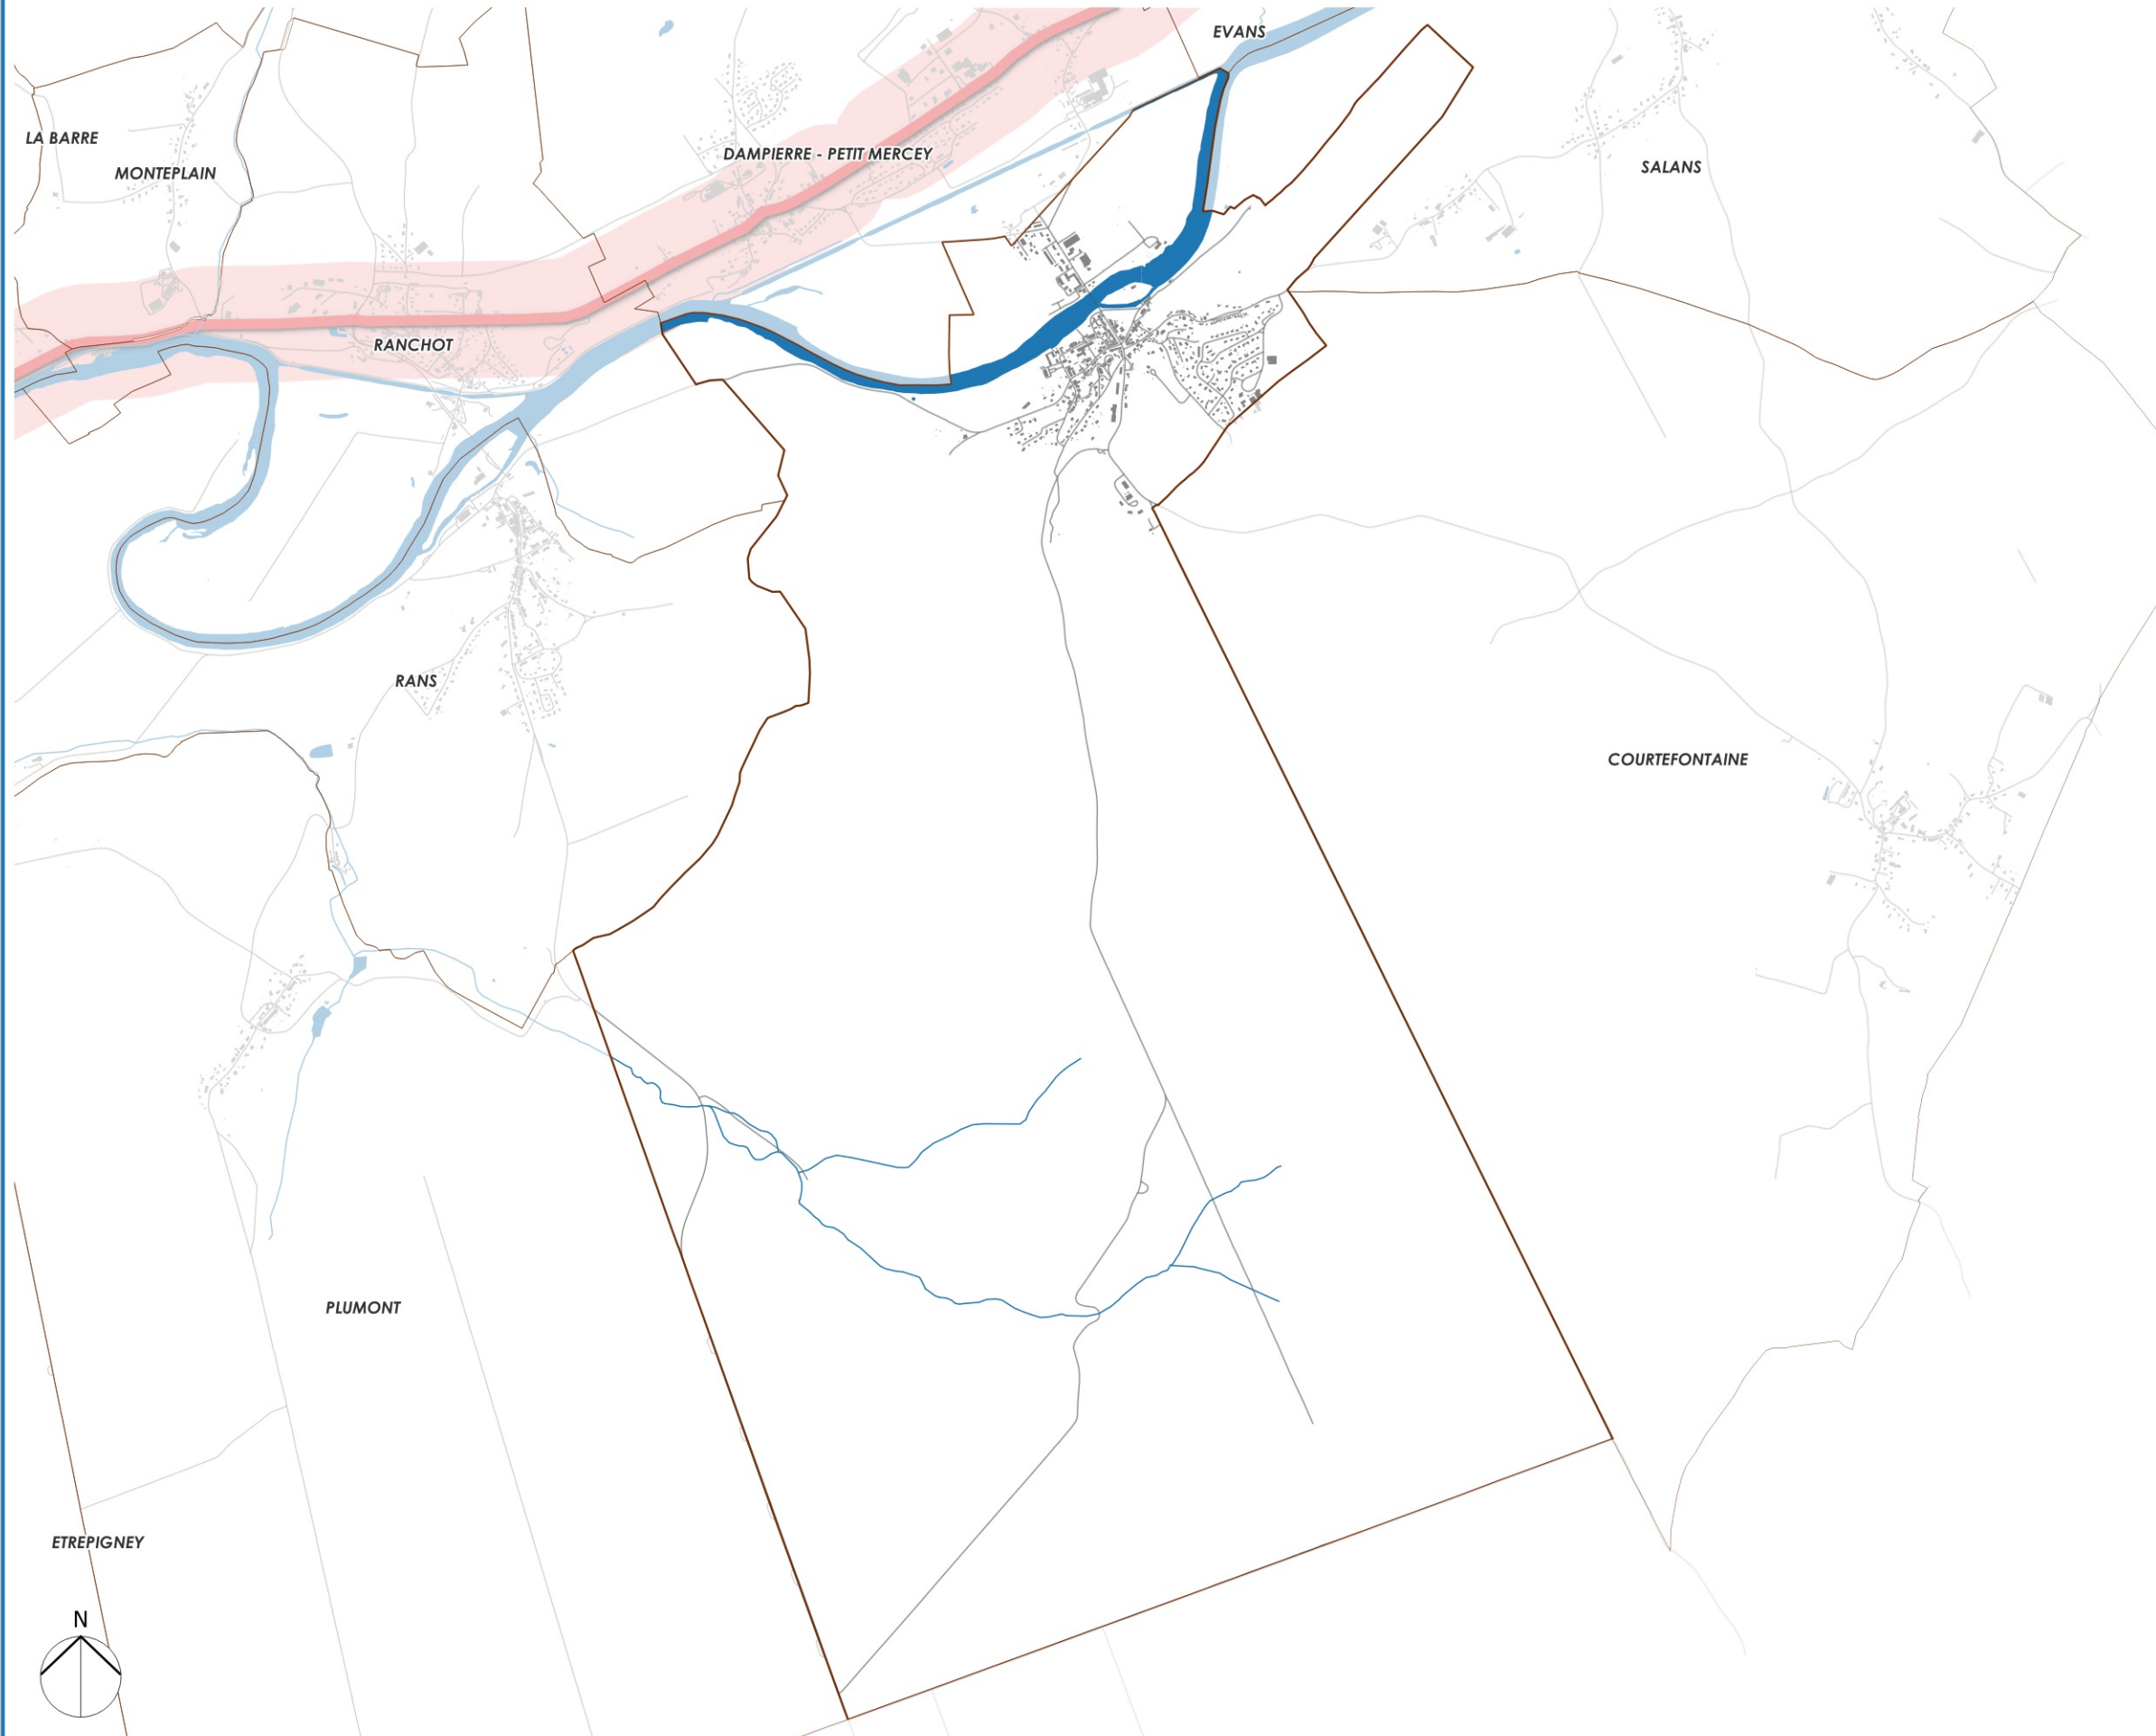 EVANS
LA BARRE
MONTEPLAIN
DAMPIERRE - PETIT MERCEY
SALANS
RANCHOT
RANS
COURTEFONTAINE
PLUMONT
ETREPIGNEY
N